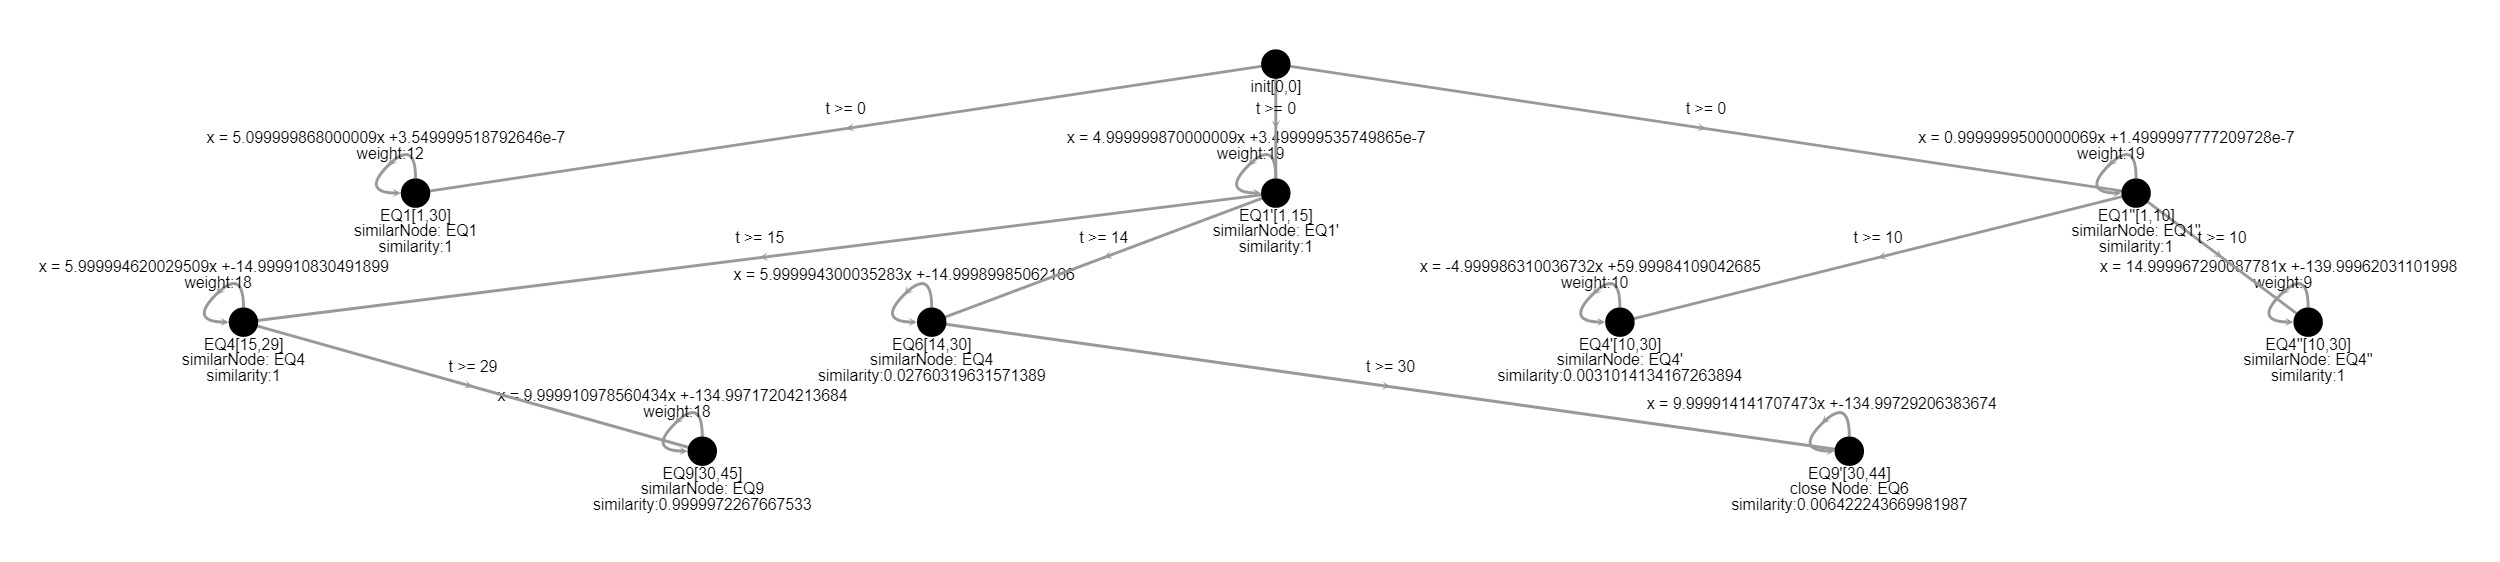 init[0,0]
t >= 0
t >= 0
t >= 0
x = 5.099999868000009x +3.549999518792646e-7
weight:12
x = 4.999999870000009x +3.499999535749865e-7
weight:19
x = 0.9999999500000069x +1.4999997777209728e-7
weight:19
EQ1[1,30]
similarNode: EQ1
similarity:1
EQ1'[1,15]
similarNode: EQ1'
similarity:1
EQ1"[1,10]
similarNode: EQ1"
similarity:1
t >= 15
t >= 14
t >= 10
t >= 10
x = 5.999994620029509x +-14.999910830491899
weight:18
x = 5.999994300035283x +-14.99989985062106
x = -4.999986310036732x +59.99984109042685
weight:10
x = 14.999967290087781x +-139.99962031101998
weight:9
EQ4[15,29]
similarNode: EQ4
similarity:1
EQ6[14,30]
similarNode: EQ4
similarity:0.02760319631571389
EQ4'[10,30]
similarNode: EQ4'
similarity:0.0031014134167263894
EQ4"[10,30]
similarNode: EQ4"
similarity:1
t >= 29
t >= 30
x = 9.999910978560434x +-134.99717204213684
weight:18
x = 9.999914141707473x +-134.99729206383674
EQ9[30,45]
similarNode: EQ9
similarity:0.9999972267667533
EQ9'[30,44]
close Node: EQ6
similarity:0.006422243669981987